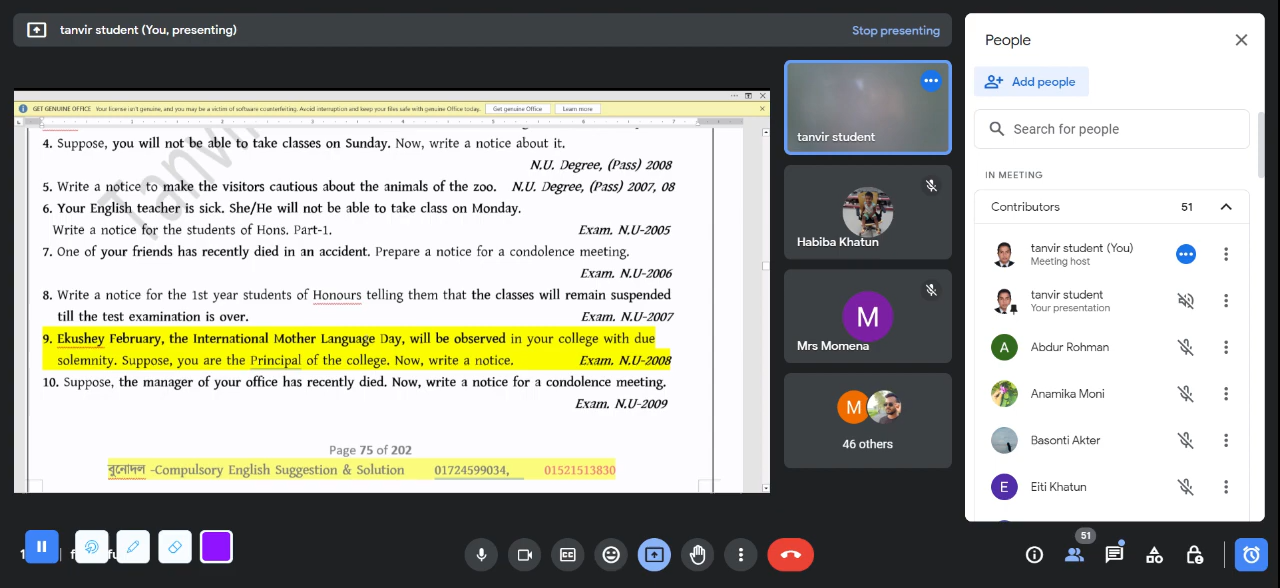 tanvir student (You, presenting)
Stop presenting
GET GENUINE OFFICE Your license isn't genuine, and you may be a victim of software counterfeiting. Avoid interruption and keep your files safe with genuine Office today. Get genuine Office Learn more
Tanvir
4. Suppose, you will not be able to take classes on Sunday. Now, write a notice about it.
N.U. Degree, (Pass) 2008
5. Write a notice to make the visitors cautious about the animals of the zoo. N.U. Degree, (Pass) 2007, 08
6. Your English teacher is sick. She/He will not be able to take class on Monday.
Write a notice for the students of Hons. Part-1. Exam. N.U-2005
7. One of your friends has recently died in an accident. Prepare a notice for a condolence meeting.
Exam. N.U-2006
8. Write a notice for the 1st year students of Honours telling them that the classes will remain suspended
till the test examination is over. Exam. N.U-2007
9. Ekushey February, the International Mother Language Day, will be observed in your college with due
solemnity. Suppose, you are the Principal of the college. Now, write a notice. Exam. N.U-2008
10. Suppose, the manager of your office has recently died. Now, write a notice for a condolence meeting.
Exam. N.U-2009
Page 75 of 202
বুনোদল -Compulsory English Suggestion & Solution 01724599034, 01521513830
tanvir student
Habiba Khatun
M
Mrs Momena
M
46 others
People
Add people
Search for people
IN MEETING
Contributors 51
tanvir student (You)
Meeting host
tanvir student
Your presentation
A Abdur Rohman
Anamika Moni
Basonti Akter
E Eiti Khatun
51